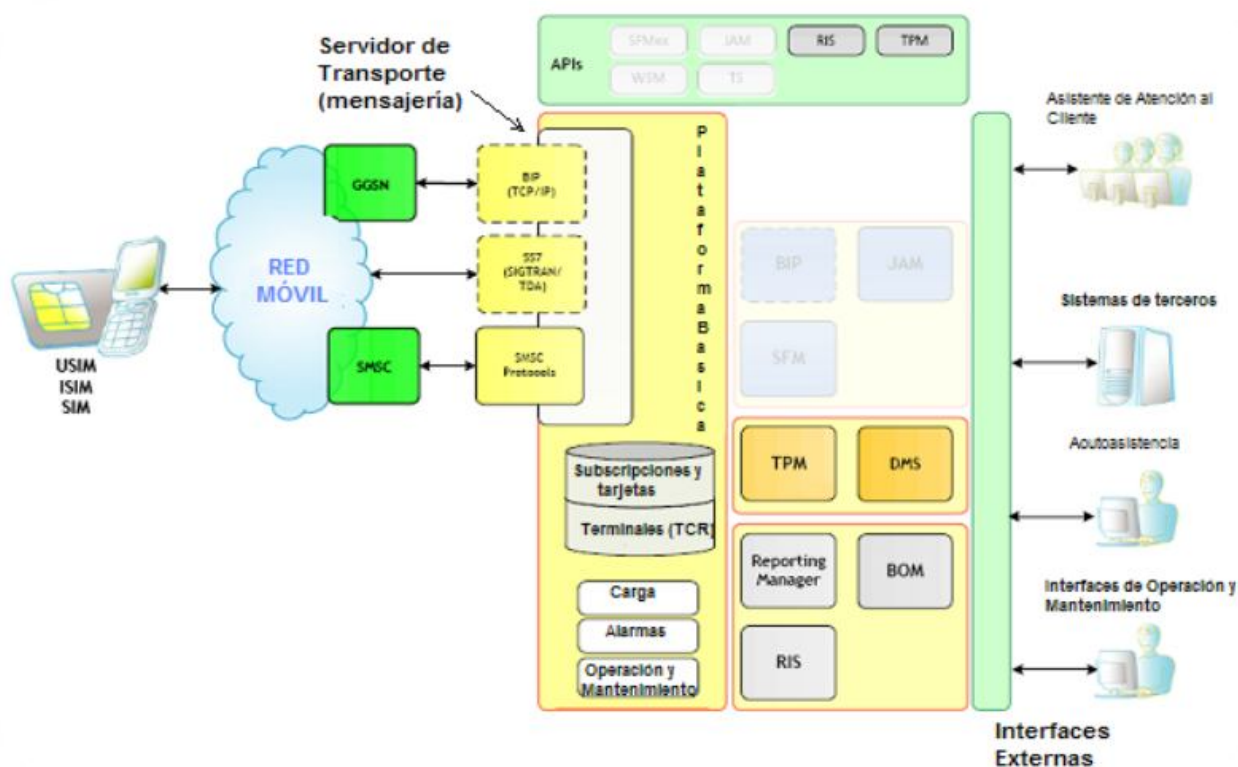 Servidor de
Transporte
(mensajería)
APIs
SFMex
JAM
RIS
TPM
WSM
TS
Asistente de Atención al
Cliente
GGSN
BIP
(TCP/IP)
Plataforma Basica
RED
MÓVIL
SS7
(SIGTRAN/
TDA)
BIP
JAM
Sistemas de terceros
USIM
ISIM
SIM
SMSC
SMSC
Protocols
SFM
Aoutoasistencia
Subscripciones y
tarjetas
Terminales (TCR)
TPM
DMS
Carga
Alarmas
Operación y
Mantenimiento
Reporting
Manager
BOM
RIS
Interfaces de Operación y
Mantenimiento
Interfaces
Externas